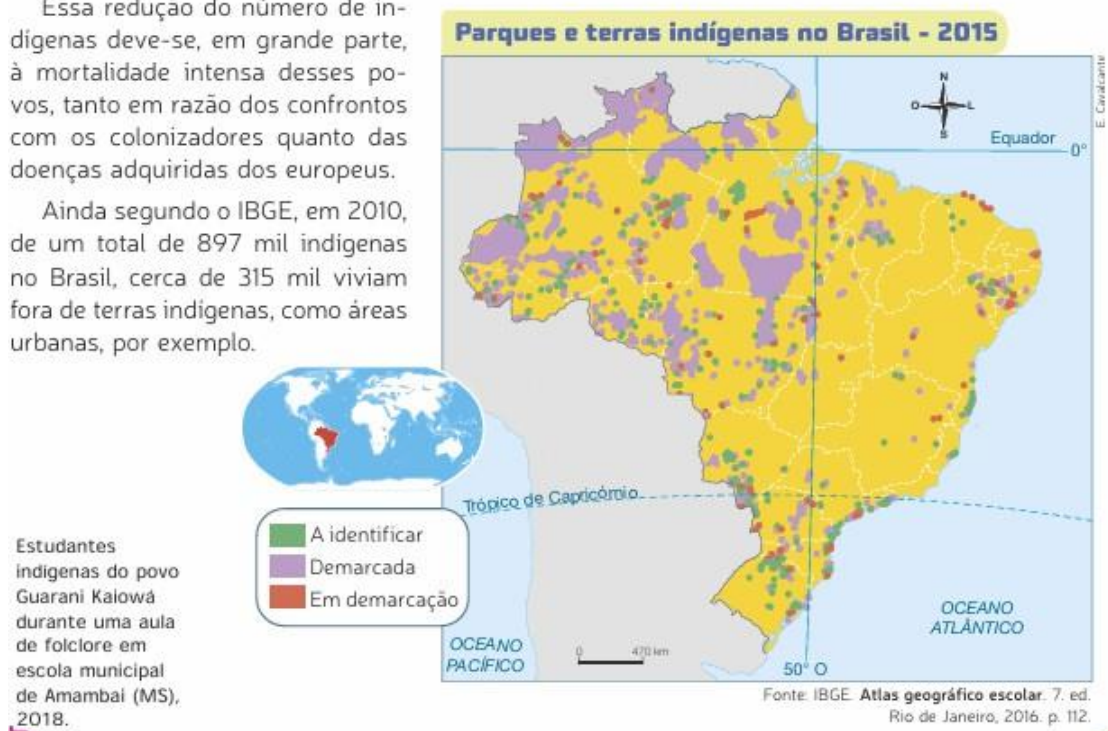 Essa redução do número de in-
dígenas deve-se, em grande parte,
à mortalidade intensa desses po-
vos, tanto em razão dos confrontos
com os colonizadores quanto das
doenças adquiridas dos europeus.
Ainda segundo o IBGE, em 2010,
de um total de 897 mil indígenas
no Brasil, cerca de 315 mil viviam
fora de terras indígenas, como áreas
urbanas, por exemplo.
Parques e terras indígenas no Brasil - 2015
E. Cavalcante
N
O
L
S
Equador
0°
Trópico de Capricórnio
A identificar
Demarcada
Em demarcação
OCEANO
PACÍFICO
0 470 km
50° O
OCEANO
ATLÂNTICO
Fonte: IBGE. Atlas geográfico escolar. 7. ed.
Rio de Janeiro, 2016. p. 112.
Estudantes
indígenas do povo
Guarani Kaiowá
durante uma aula
de folclore em
escola municipal
de Amambai (MS),
2018.